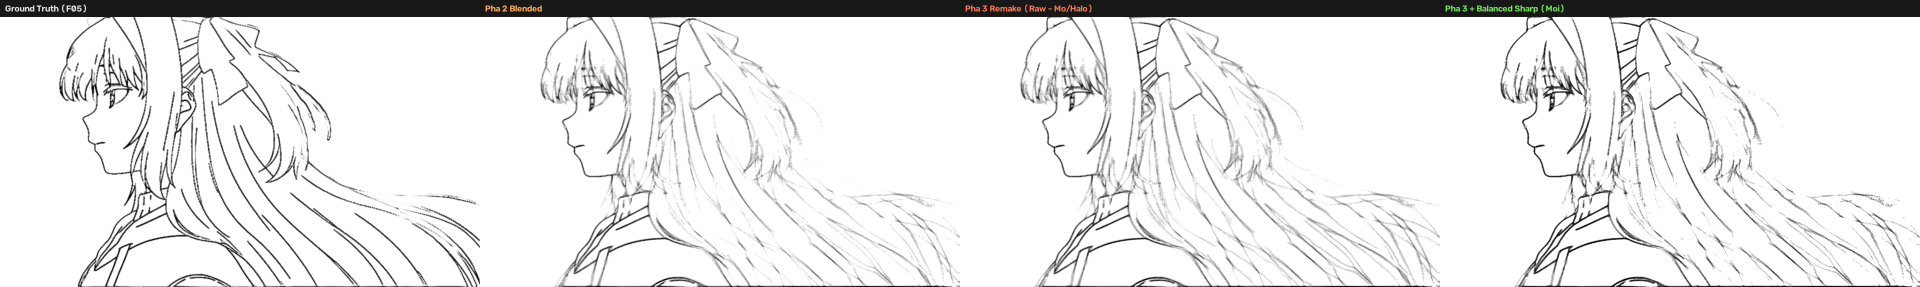 Ground Truth (F05)
Pha 2 Blended
Pha 3 Remake (Raw - Mo/Halo)
Pha 3 + Balanced Sharp (Moi)